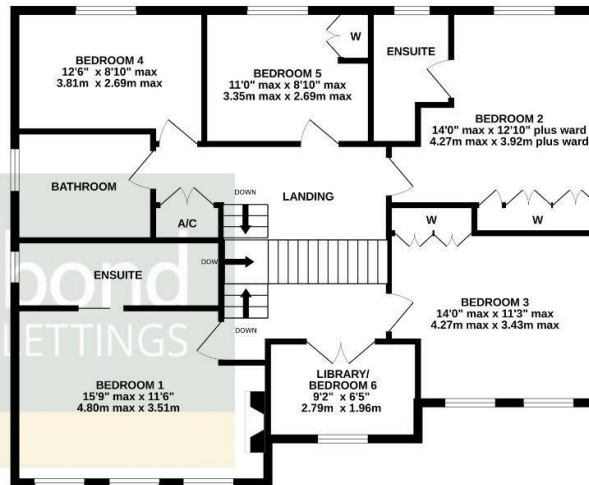 BEDROOM 4
12'6" x 8'10" max
3.81m x 2.69m max
BEDROOM 5
11'0" x 8'10" max
3.35m x 2.69m max
W
ENSUITE
BEDROOM 2
14'0" max x 12'10" plus ward
4.27m max x 3.92m plus ward
BATHROOM
A/C
DOWN
LANDING
W
W
ENSUITE
bond
LETTINGS
DOWN
BEDROOM 3
14'0" max x 11'3" max
4.27m max x 3.43m max
BEDROOM 1
15'9" max x 11'6"
4.80m max x 3.51m
LIBRARY/
BEDROOM 6
9'2" x 6'5"
2.79m x 1.96m